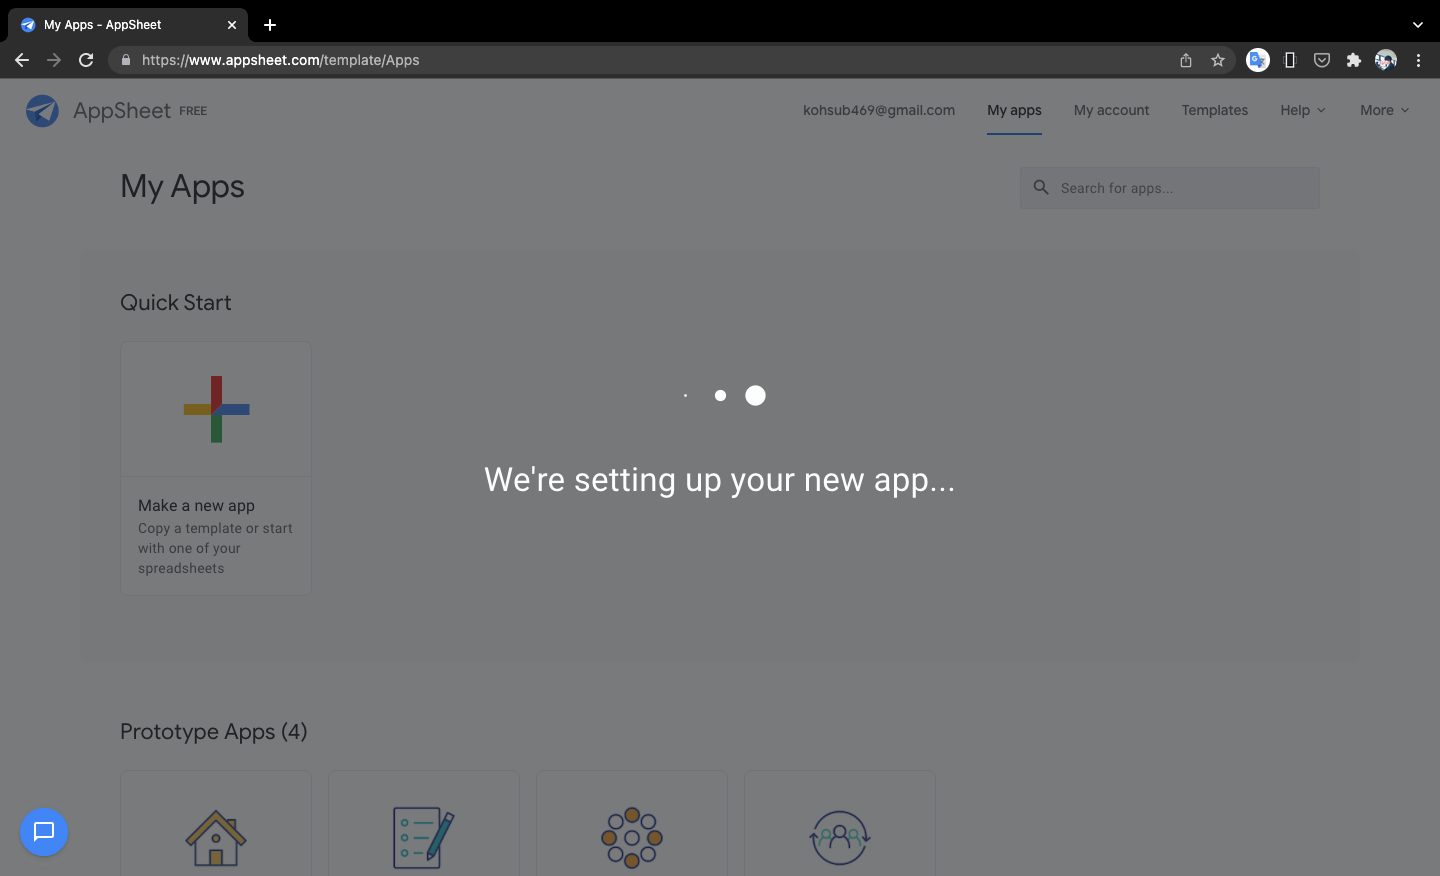 My Apps - AppSheet
https://www.appsheet.com/template/Apps
AppSheet FREE
kohsub469@gmail.com
My apps
My account
Templates
Help
More
My Apps
Search for apps...
Quick Start
We're setting up your new app...
Make a new app
Copy a template or start
with one of your
spreadsheets
Prototype Apps (4)